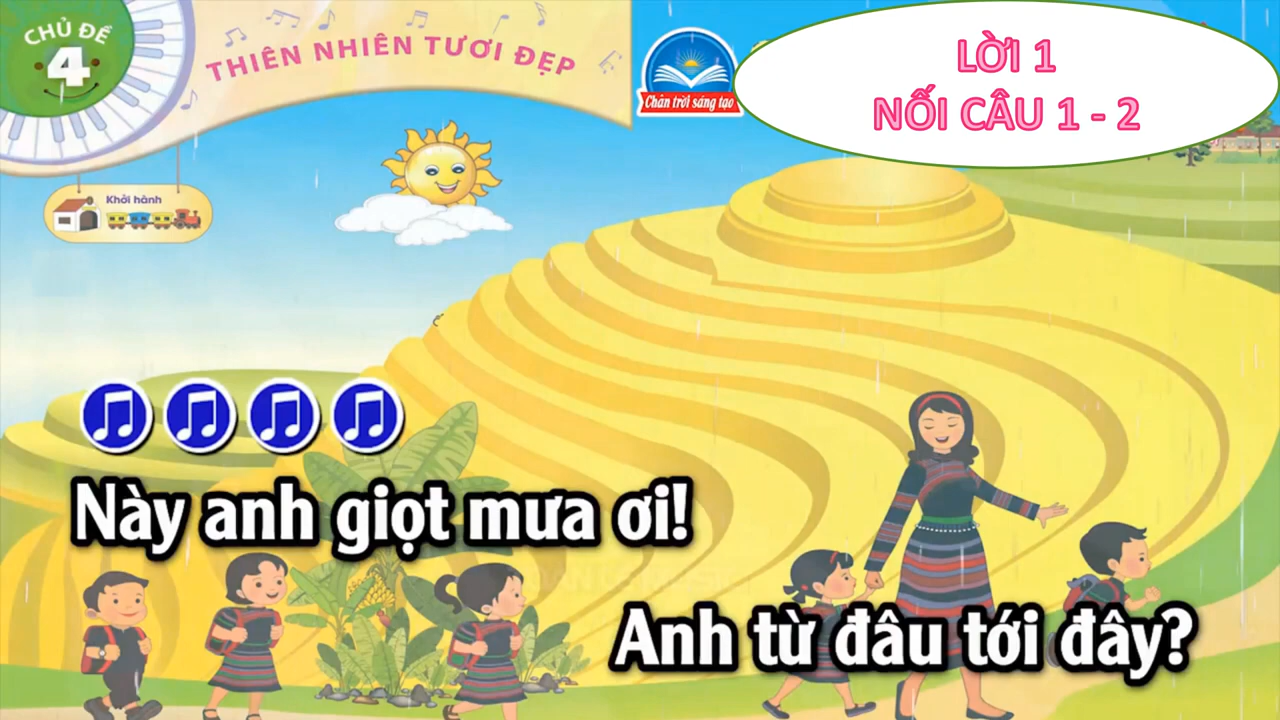 CHỦ ĐỀ
4
THIÊN NHIÊN TƯƠI ĐẸP
Chân trời sáng tạo
LỜI 1
NỐI CÂU 1 - 2
Khởi hành
Này anh giọt mưa ơi!
Anh từ đâu tới đây?